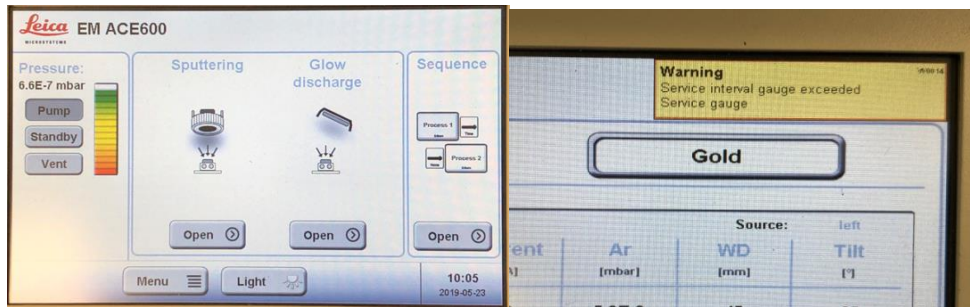 Leica EM ACE600
MICROSYSTEMS
Pressure:
6.6E-7 mbar
Pump
Standby
Vent
Sputtering
Open
Glow
discharge
Open
Sequence
Process 1
Process 2
Open
Menu
Light
10:05
2019-05-23
Warning
Service interval gauge exceeded
Service gauge
Gold
Source: left
Ar
[mbar]
WD
[mm]
Tilt
[°]